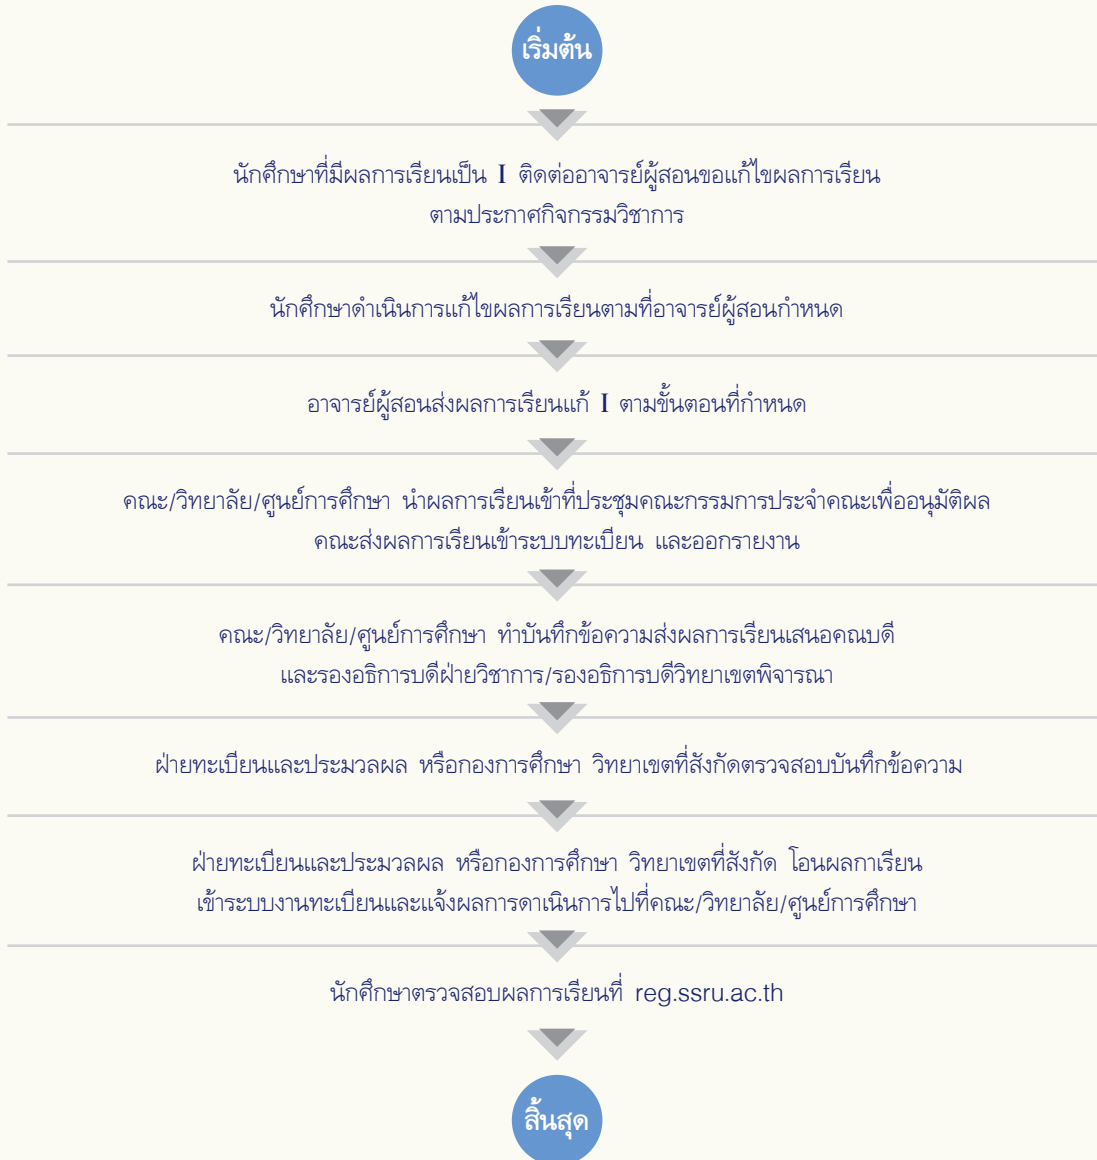 เริ่มต้น
นักศึกษาที่มีผลการเรียนเป็น I ติดต่ออาจารย์ผู้สอนขอแก้ไขผลการเรียน
ตามประกาศกิจกรรมวิชาการ
นักศึกษาดำเนินการแก้ไขผลการเรียนตามที่อาจารย์ผู้สอนกำหนด
อาจารย์ผู้สอนส่งผลการเรียนแก้ I ตามขั้นตอนที่กำหนด
คณะ/วิทยาลัย/ศูนย์การศึกษา นำผลการเรียนเข้าที่ประชุมคณะกรรมการประจำคณะเพื่ออนุมัติผล
คณะส่งผลการเรียนเข้าระบบทะเบียน และออกรายงาน
คณะ/วิทยาลัย/ศูนย์การศึกษา ทำบันทึกข้อความส่งผลการเรียนเสนอคณบดี
และรองอธิการบดีฝ่ายวิชาการ/รองอธิการบดีวิทยาเขตพิจารณา
ฝ่ายทะเบียนและประมวลผล หรือกองการศึกษา วิทยาเขตที่สังกัดตรวจสอบบันทึกข้อความ
ฝ่ายทะเบียนและประมวลผล หรือกองการศึกษา วิทยาเขตที่สังกัด โอนผลกาเรียน
เข้าระบบงานทะเบียนและแจ้งผลการดาเนินการไปที่คณะ/วิทยาลัย/ศูนย์การศึกษา
นักศึกษาตรวจสอบผลการเรียนที่ reg.ssru.ac.th
สิ้นสุด